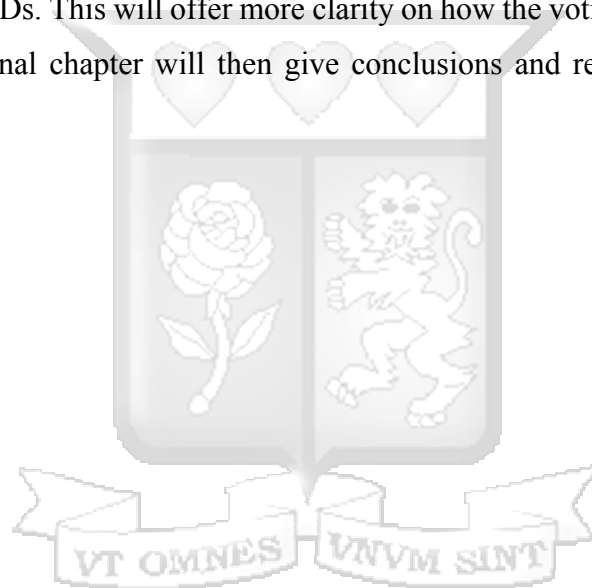 Ds. This will offer more clarity on how the voti
nal chapter will then give conclusions and re
VT OMNES VNVM SINT